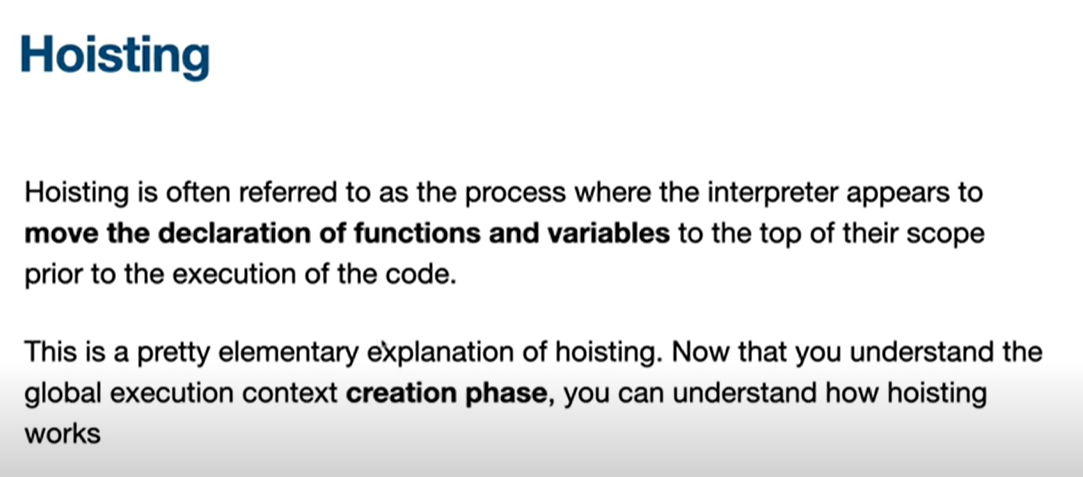 Hoisting
Hoisting is often referred to as the process where the interpreter appears to
move the declaration of functions and variables to the top of their scope
prior to the execution of the code.
This is a pretty elementary explanation of hoisting. Now that you understand the
global execution context creation phase, you can understand how hoisting
works